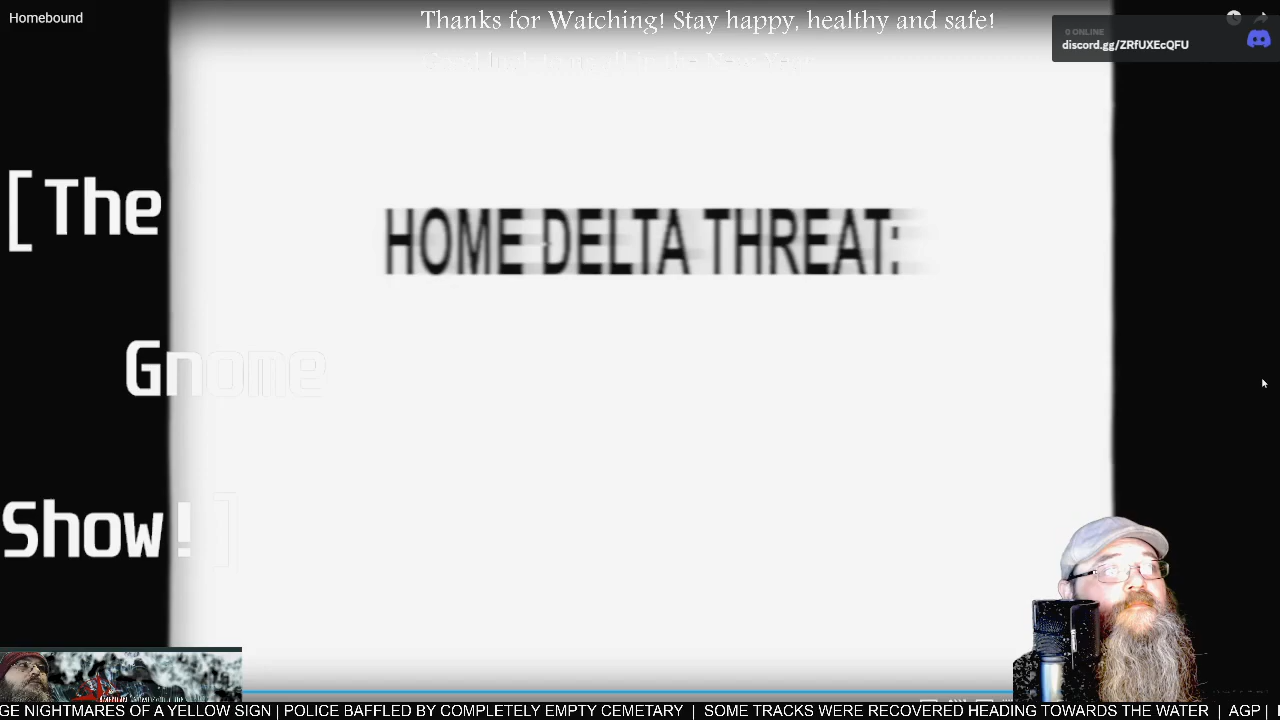 Homebound
Thanks for Watching! Stay happy, healthy and safe!
0 ONLINE
discord.gg/ZRfUXEcQFU
[The
HOME DELTA THREAT:
Gnome
Show!]
GE NIGHTMARES OF A YELLOW SIGN | POLICE BAFFLED BY COMPLETELY EMPTY CEMETARY | SOME TRACKS WERE RECOVERED HEADING TOWARDS THE WATER | AGP |